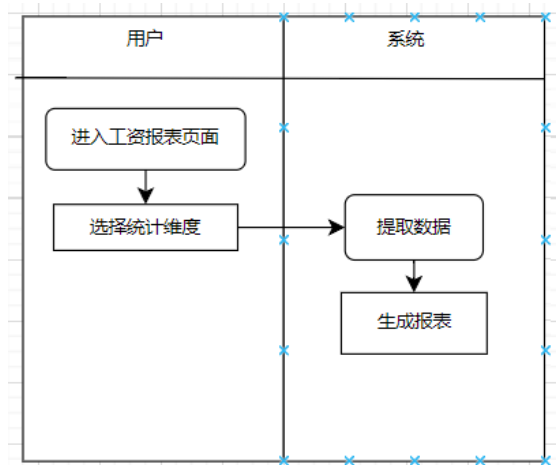 用户
系统
进入工资报表页面
选择统计维度
提取数据
生成报表